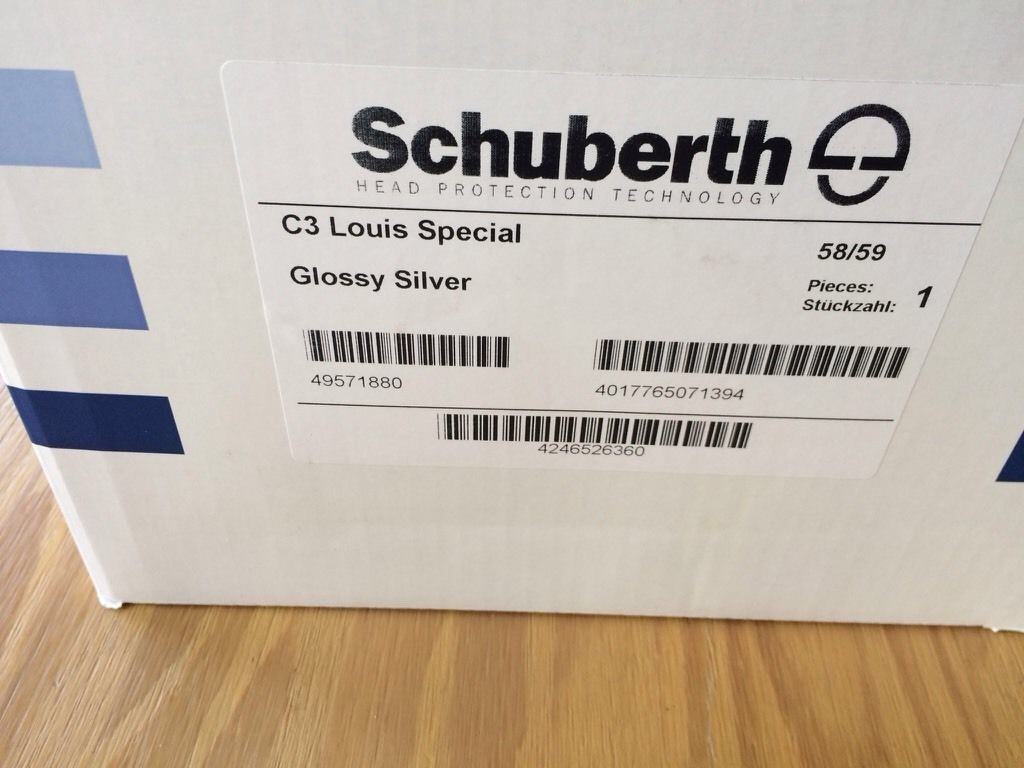 Schuberth
HEAD PROTECTION TECHNOLOGY
C3 Louis Special
58/59
Glossy Silver
Pieces:
Stückzahl: 1
49571880
4017765071394
4246526360